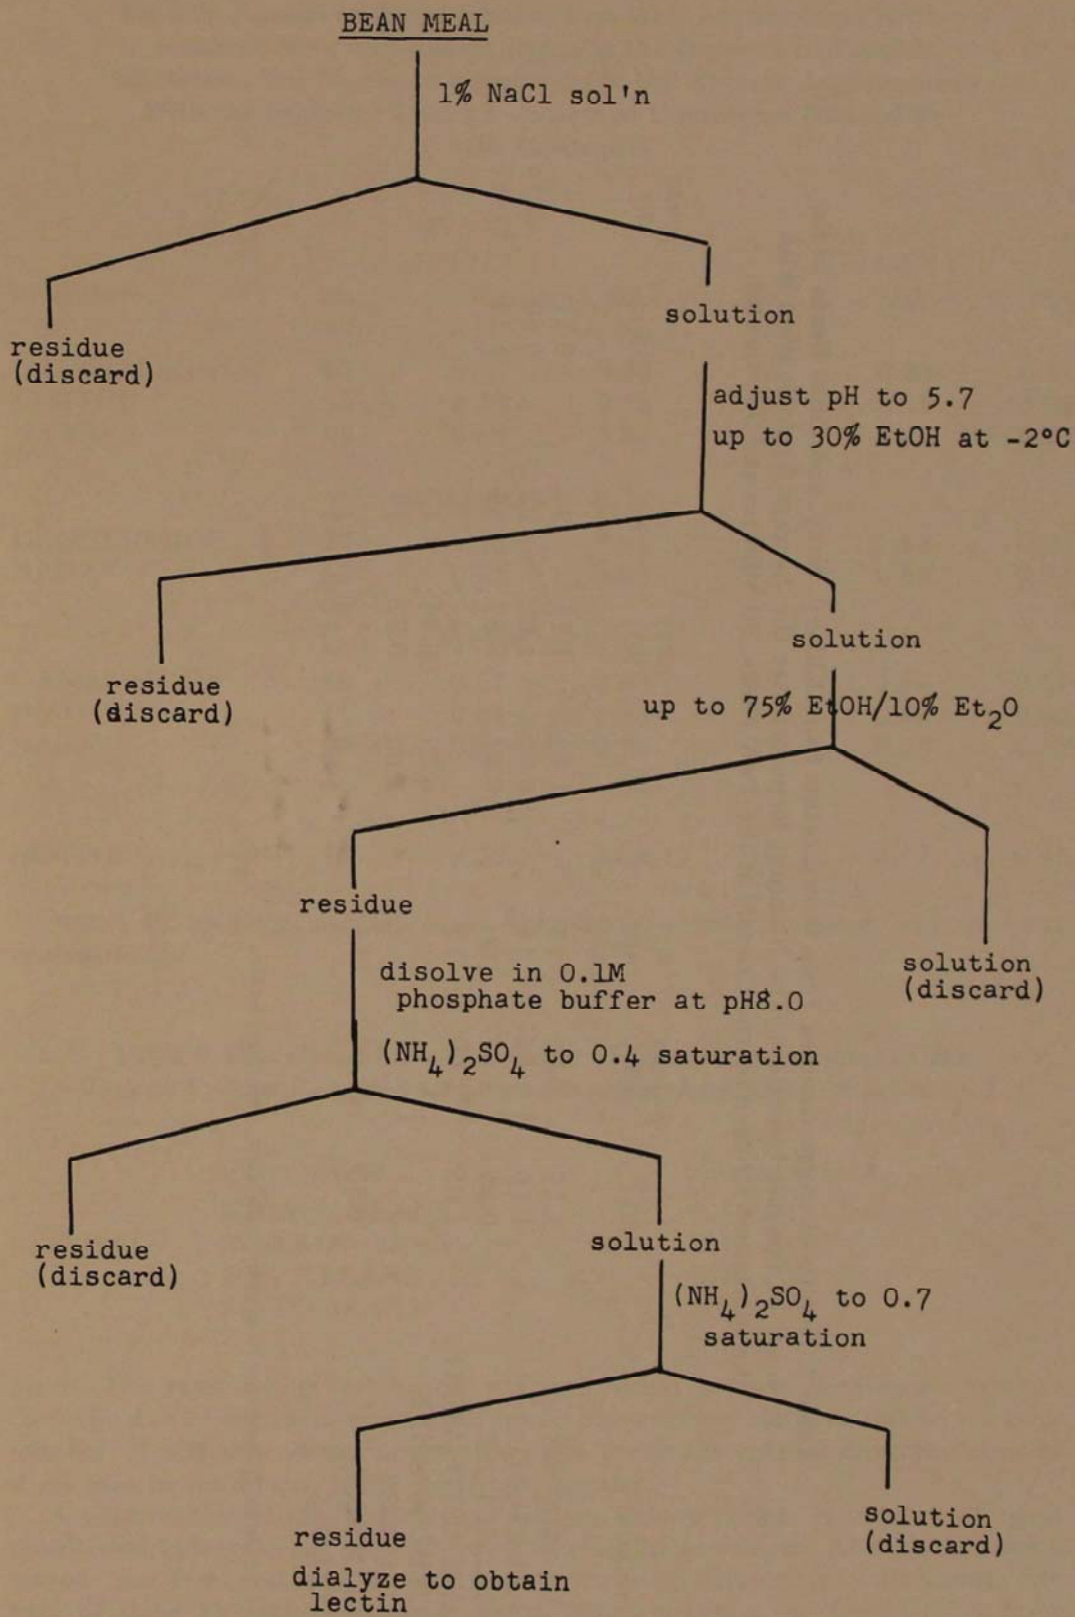 BEAN MEAL
1% NaCl sol'n
residue
(discard)
solution
adjust pH to 5.7
up to 30% EtOH at -2°C
residue
(discard)
solution
up to 75% EtOH/10% Et₂O
residue
solution
(discard)
disolve in 0.1M
phosphate buffer at pH8.0
(NH₄)₂SO₄ to 0.4 saturation
residue
(discard)
solution
(NH₄)₂SO₄ to 0.7
saturation
residue
dialyze to obtain
lectin
solution
(discard)